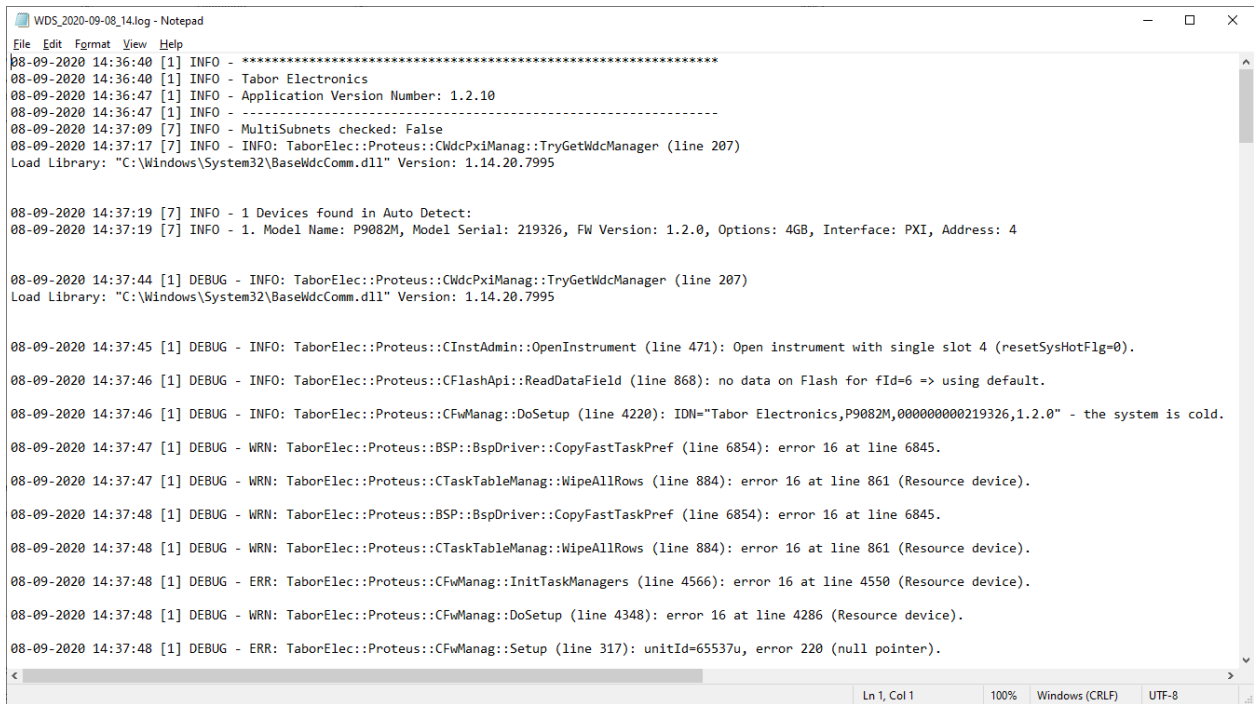 WDS_2020-09-08_14.log - Notepad
File Edit Format View Help
08-09-2020 14:36:40 [1] INFO - ****************************************************************
08-09-2020 14:36:40 [1] INFO - Tabor Electronics
08-09-2020 14:36:47 [1] INFO - Application Version Number: 1.2.10
08-09-2020 14:36:47 [1] INFO - ----------------------------------------------------------------
08-09-2020 14:37:09 [7] INFO - MultiSubnets checked: False
08-09-2020 14:37:17 [7] INFO - INFO: TaborElec::Proteus::CWdcPxiManag::TryGetWdcManager (line 207)
Load Library: "C:\Windows\System32\BaseWdcComm.dll" Version: 1.14.20.7995
08-09-2020 14:37:19 [7] INFO - 1 Devices found in Auto Detect:
08-09-2020 14:37:19 [7] INFO - 1. Model Name: P9082M, Model Serial: 219326, FW Version: 1.2.0, Options: 4GB, Interface: PXI, Address: 4
08-09-2020 14:37:44 [1] DEBUG - INFO: TaborElec::Proteus::CWdcPxiManag::TryGetWdcManager (line 207)
Load Library: "C:\Windows\System32\BaseWdcComm.dll" Version: 1.14.20.7995
08-09-2020 14:37:45 [1] DEBUG - INFO: TaborElec::Proteus::CInstAdmin::OpenInstrument (line 471): Open instrument with single slot 4 (resetSysHotFlg=0).
08-09-2020 14:37:46 [1] DEBUG - INFO: TaborElec::Proteus::CFlashApi::ReadDataField (line 868): no data on Flash for fId=6 => using default.
08-09-2020 14:37:46 [1] DEBUG - INFO: TaborElec::Proteus::CFwManag::DoSetup (line 4220): IDN="Tabor Electronics,P9082M,000000000219326,1.2.0" - the system is cold.
08-09-2020 14:37:47 [1] DEBUG - WRN: TaborElec::Proteus::BSP::BspDriver::CopyFastTaskPref (line 6854): error 16 at line 6845.
08-09-2020 14:37:47 [1] DEBUG - WRN: TaborElec::Proteus::CTaskTableManag::WipeAllRows (line 884): error 16 at line 861 (Resource device).
08-09-2020 14:37:48 [1] DEBUG - WRN: TaborElec::Proteus::BSP::BspDriver::CopyFastTaskPref (line 6854): error 16 at line 6845.
08-09-2020 14:37:48 [1] DEBUG - WRN: TaborElec::Proteus::CTaskTableManag::WipeAllRows (line 884): error 16 at line 861 (Resource device).
08-09-2020 14:37:48 [1] DEBUG - ERR: TaborElec::Proteus::CFwManag::InitTaskManagers (line 4566): error 16 at line 4550 (Resource device).
08-09-2020 14:37:48 [1] DEBUG - WRN: TaborElec::Proteus::CFwManag::DoSetup (line 4348): error 16 at line 4286 (Resource device).
08-09-2020 14:37:48 [1] DEBUG - ERR: TaborElec::Proteus::CFwManag::Setup (line 317): unitId=65537u, error 220 (null pointer).
Ln 1, Col 1 100% Windows (CRLF) UTF-8